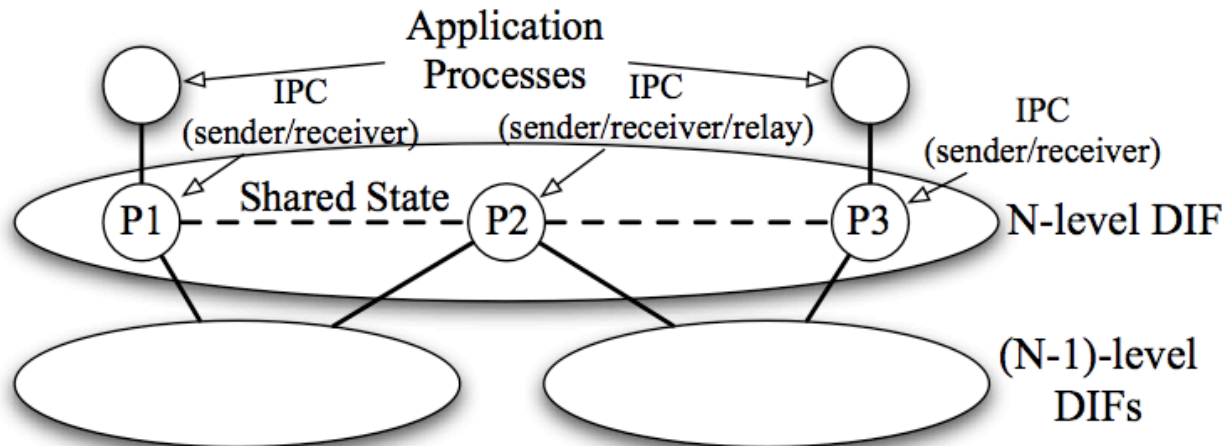 Application
Processes
IPC
(sender/receiver)
IPC
(sender/receiver/relay)
IPC
(sender/receiver)
Shared State
P1
P2
P3
N-level DIF
(N-1)-level
DIFs